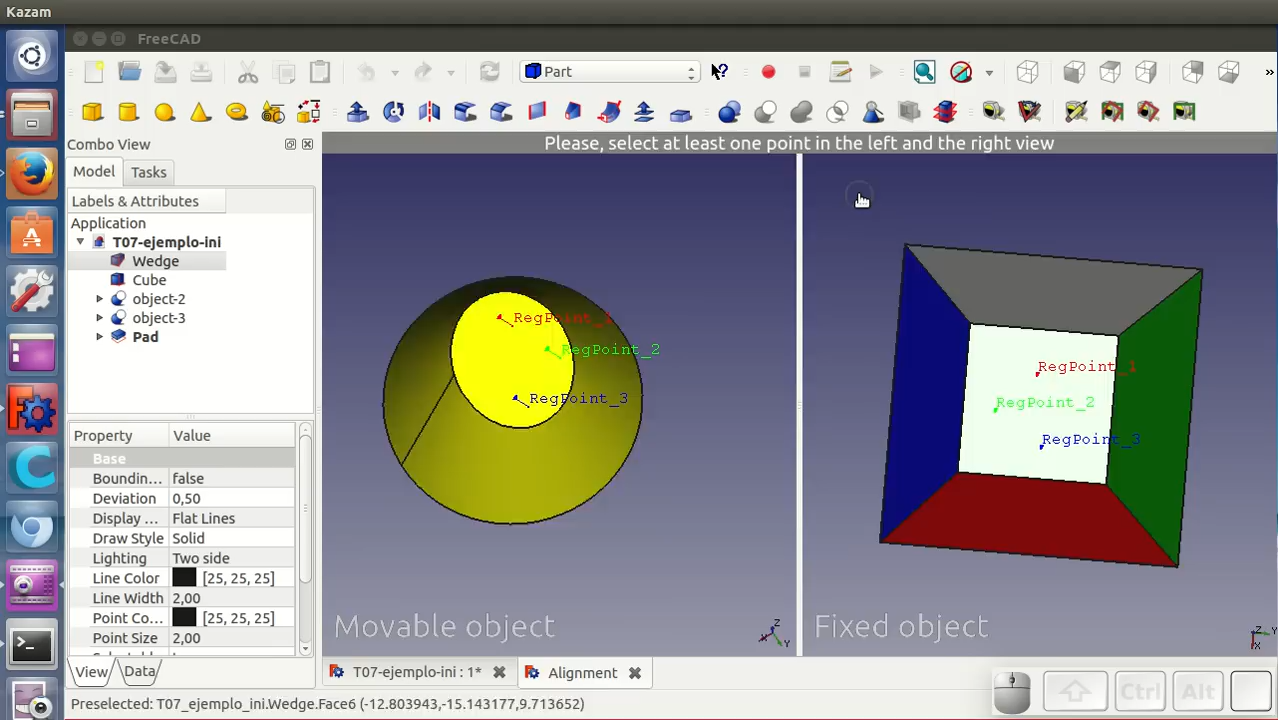 Kazam
FreeCAD
Part
»
Combo View
Please, select at least one point in the left and the right view
Model
Tasks
Labels & Attributes
Application
T07-ejemplo-ini
Wedge
Cube
object-2
object-3
Pad
RegPoint_1
RegPoint_2
RegPoint_3
RegPoint_1
RegPoint_2
RegPoint_3
Property Value
Base
Boundin... false
Deviation 0,50
Display ... Flat Lines
Draw Style Solid
Lighting Two side
Line Color [25, 25, 25]
Line Width 2,00
Point Co... [25, 25, 25]
Point Size 2,00
Movable object
Fixed object
Z
Y
Z
Y
X
View
Data
T07-ejemplo-ini : 1*
Alignment
Ctrl
Alt
Preselected: T07_ejemplo_ini.Wedge.Face6 (-12.803943,-15.143177,9.713652)